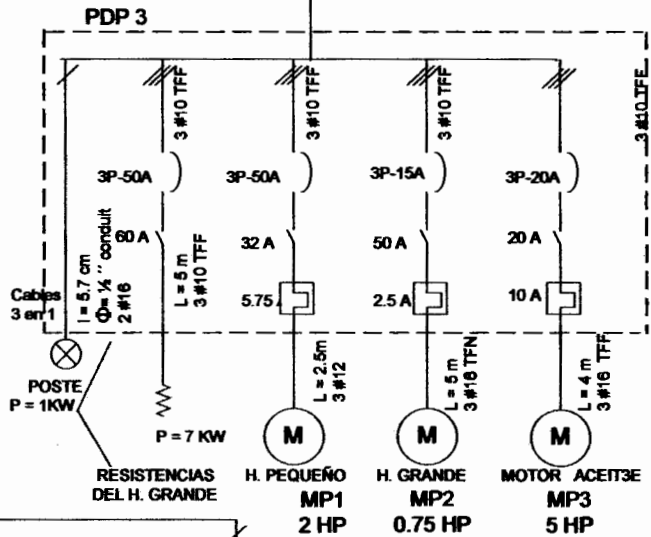 PDP 3
3 #10 TFF
3 #10 TFF
3 #10 TFF
3 #10 TFE
3P-50A
3P-50A
3P-15A
3P-20A
60 A
32 A
50 A
20 A
5.75
2.5 A
10 A
Cables
3 en 1
l = 5.7 cm
Φ= ¼ " conduit
2 #16
L = 5 m
3 #10 TFF
L = 2.5m
3 #12
L = 5m
3 #16 TFN
L = 4 m
3 #16 TFF
POSTE
P = 1KW
P = 7 KW
M
M
M
RESISTENCIAS
DEL H. GRANDE
H. PEQUEÑO
H. GRANDE
MOTOR ACEIT3E
MP1
MP2
MP3
2 HP
0.75 HP
5 HP